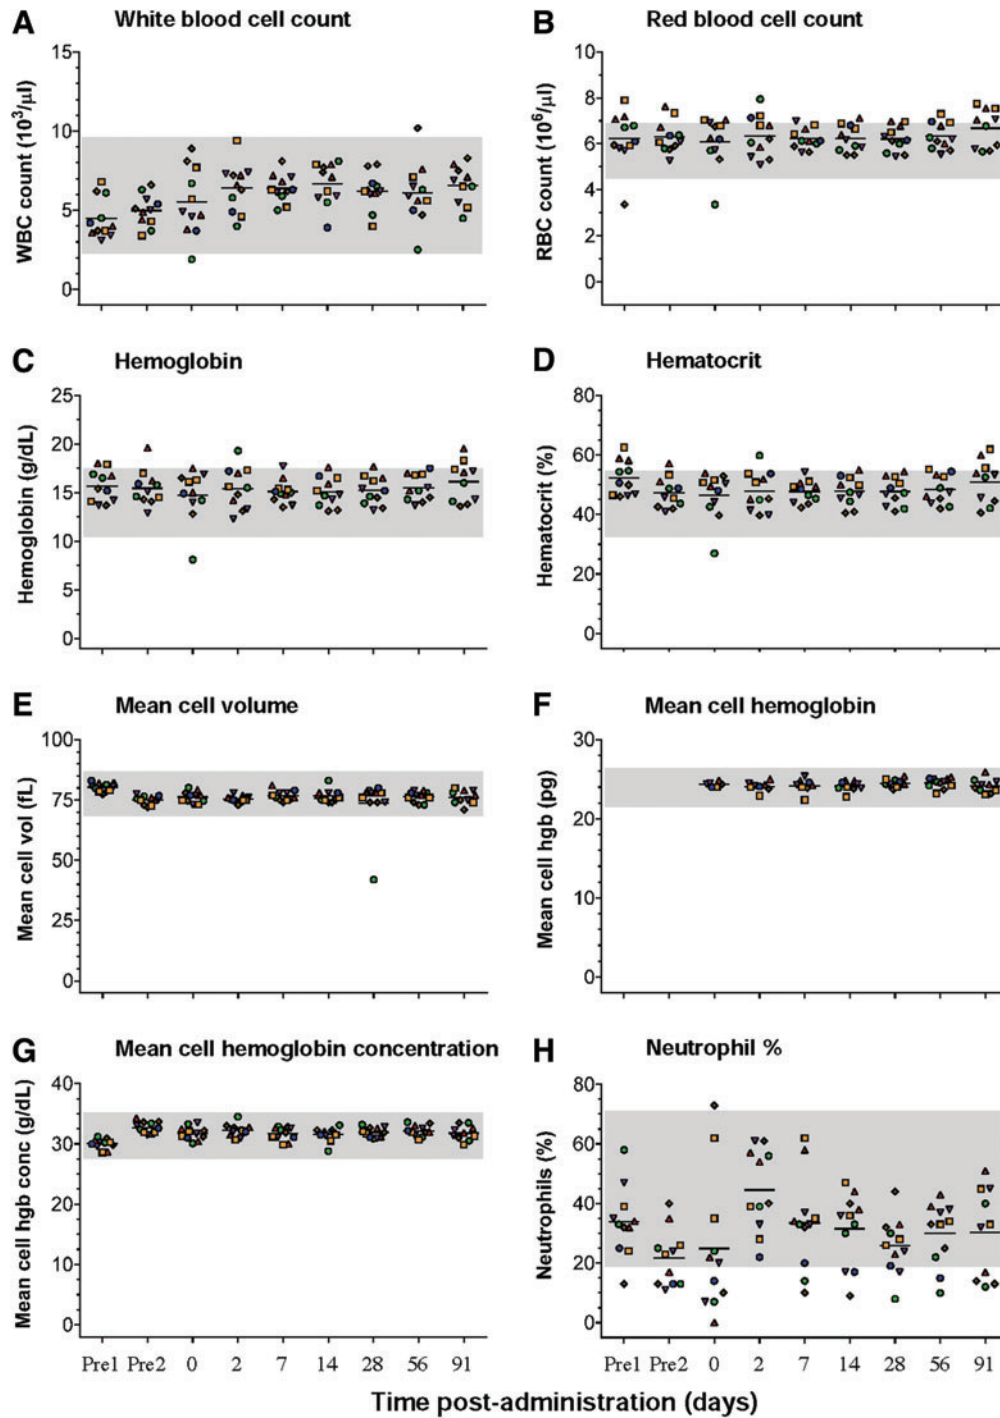 A White blood cell count
B Red blood cell count
WBC count (10³/µl)
15
10
5
0
RBC count (10⁶/µl)
10
8
6
4
2
0
C Hemoglobin
D Hematocrit
Hemoglobin (g/dL)
25
20
15
10
5
0
Hematocrit (%)
80
60
40
20
0
E Mean cell volume
F Mean cell hemoglobin
Mean cell vol (fL)
100
75
50
25
0
Mean cell hgb (pg)
30
20
10
0
G Mean cell hemoglobin concentration
H Neutrophil %
Mean cell hgb conc (g/dL)
40
30
20
10
0
Neutrophils (%)
80
60
40
20
0
Pre1 Pre2 0 2 7 14 28 56 91
Pre1 Pre2 0 2 7 14 28 56 91
Time post-administration (days)